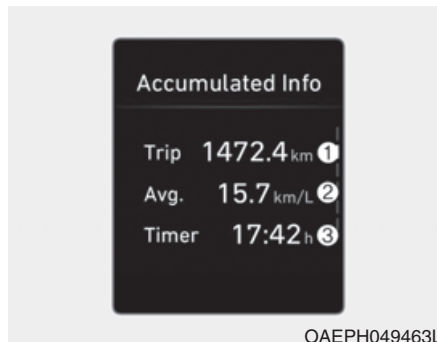 Accumulated Info
Trip 1472.4 km ①
Avg. 15.7 km/L ②
Timer 17:42 h ③
OAEPH049463L